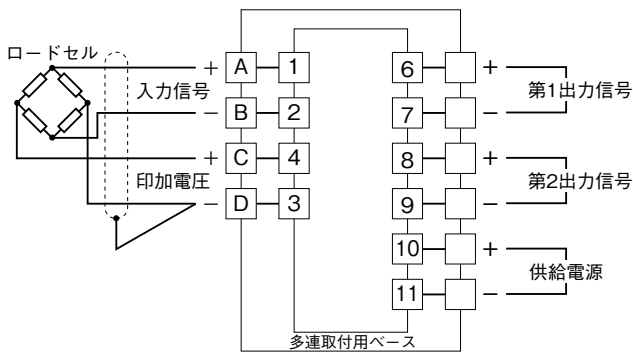 ロードセル
入力信号
印加電圧
+ A 1
− B 2
+ C 4
− D 3
6 +
7 −
第1出力信号
8 +
9 −
第2出力信号
10 +
11 −
供給電源
多連取付用ベース